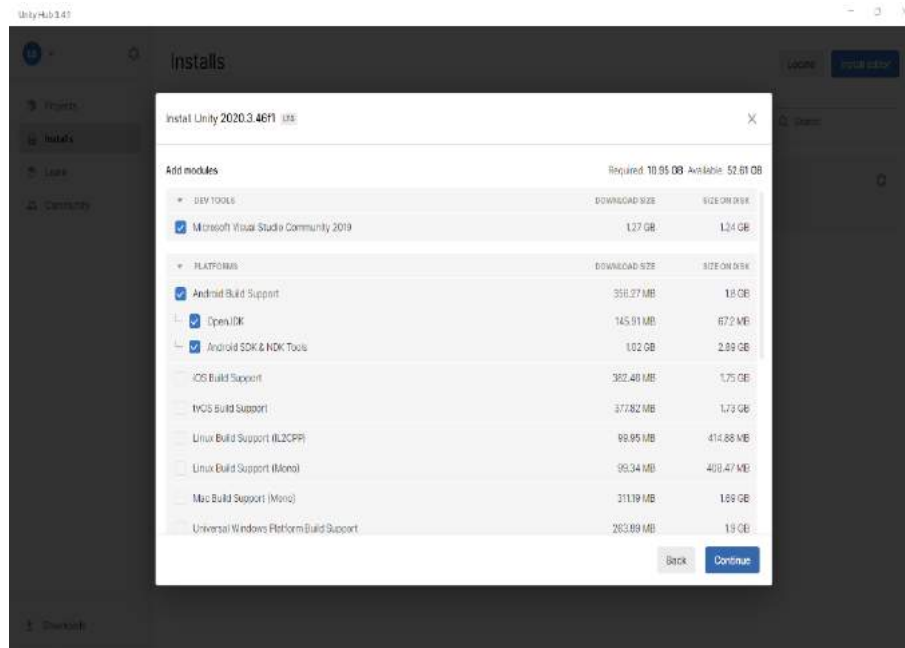 Unity Hub 3.4.1
Installs
Locate
Install editor
Projects
Installs
Learn
Community
Search
Install Unity 2020.3.46f1 LTS
Add modules
Required: 10.95 GB Available: 52.61 GB
DEV TOOLS DOWNLOAD SIZE SIZE ON DISK
Microsoft Visual Studio Community 2019 1.27 GB 1.24 GB
PLATFORMS DOWNLOAD SIZE SIZE ON DISK
Android Build Support 356.27 MB 1.8 GB
OpenJDK 145.91 MB 67.2 MB
Android SDK & NDK Tools 1.02 GB 2.89 GB
iOS Build Support 382.48 MB 1.75 GB
tvOS Build Support 377.82 MB 1.73 GB
Linux Build Support (IL2CPP) 99.95 MB 414.88 MB
Linux Build Support (Mono) 99.34 MB 408.47 MB
Mac Build Support (Mono) 311.19 MB 1.69 GB
Universal Windows Platform Build Support 283.89 MB 1.9 GB
Back
Continue
Downloads